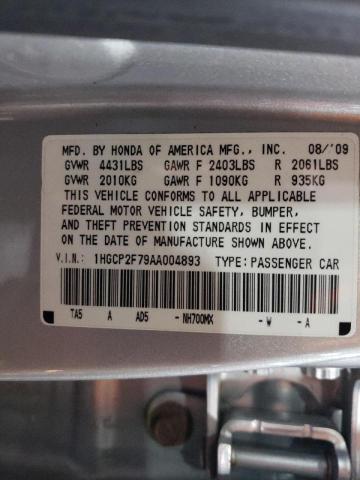 MFD. BY HONDA OF AMERICA MFG., INC. 08/'09
GVWR 4431LBS GAWR F 2403LBS R 2061LBS
GVWR 2010KG GAWR F 1090KG R 935KG
THIS VEHICLE CONFORMS TO ALL APPLICABLE
FEDERAL MOTOR VEHICLE SAFETY, BUMPER,
AND THEFT PREVENTION STANDARDS IN EFFECT
ON THE DATE OF MANUFACTURE SHOWN ABOVE.
V.I.N.: 1HGCP2F79AA004893 TYPE: PASSENGER CAR
TA5 A AD5 - NH700MX - W - A